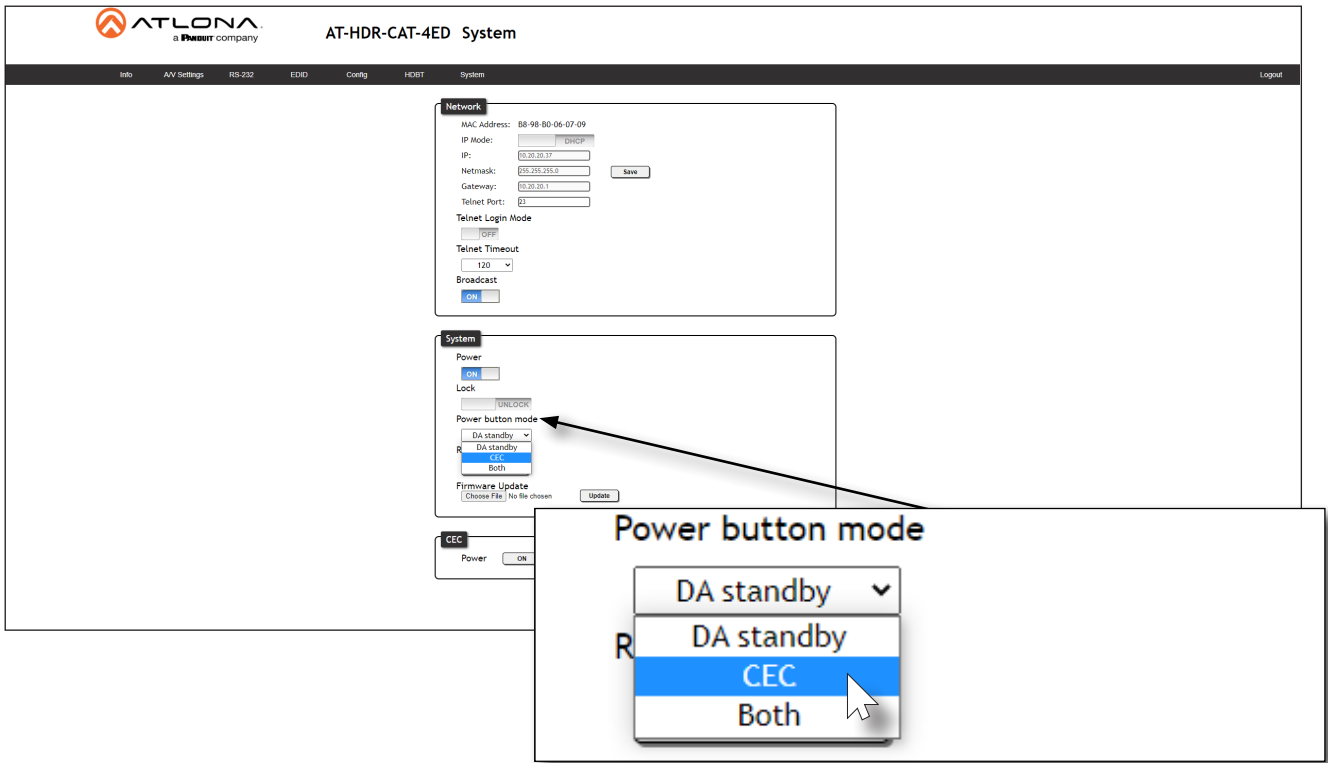 ATLONA.
a PANDUIT company
AT-HDR-CAT-4ED System
Info A/V Settings RS-232 EDID Config HDBT System Logout
Network
MAC Address: B8-98-B0-06-07-09
IP Mode: DHCP
IP: 10.20.20.37
Netmask: 255.255.255.0 Save
Gateway: 10.20.20.1
Telnet Port: 23
Telnet Login Mode
OFF
Telnet Timeout
120
Broadcast
ON
System
Power
ON
Lock
UNLOCK
Power button mode
DA standby
DA standby
R
CEC
Both
Firmware Update
Choose File No file chosen Update
CEC
Power ON
Power button mode
DA standby
DA standby
R
CEC
Both